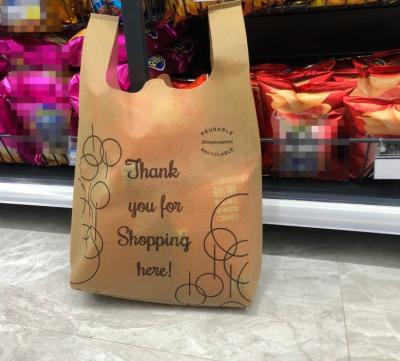 REUSABLE
RECYCLABLE
Thank
you for
Shopping
here!